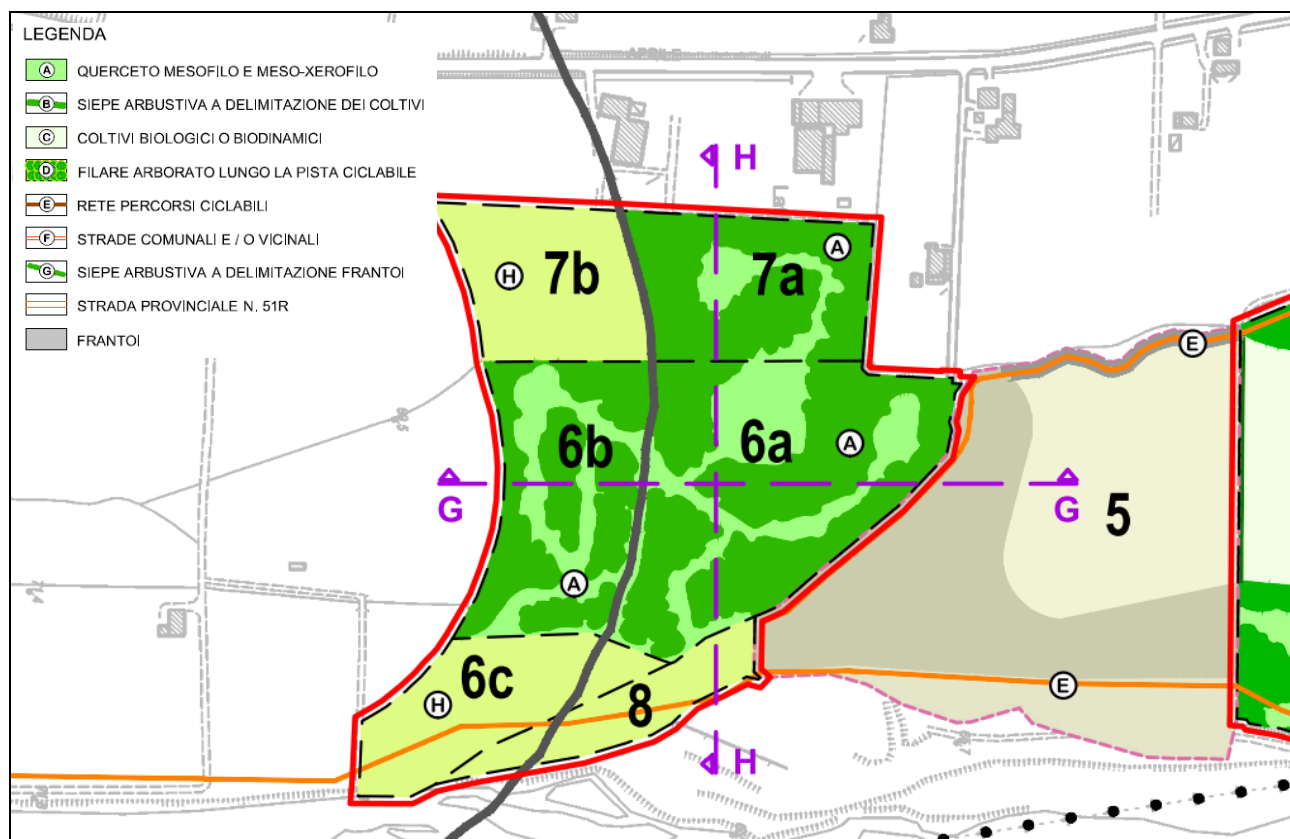 LEGENDA
A QUERCETO MESOFILO E MESO-XEROFILO
B SIEPE ARBUSTIVA A DELIMITAZIONE DEI COLTIVI
C COLTIVI BIOLOGICI O BIODINAMICI
D FILARE ARBORATO LUNGO LA PISTA CICLABILE
E RETE PERCORSI CICLABILI
F STRADE COMUNALI E / O VICINALI
G SIEPE ARBUSTIVA A DELIMITAZIONE FRANTOI
STRADA PROVINCIALE N. 51R
FRANTOI
H
A
H
7b
7a
E
6b
6a
A
G
G
5
A
6c
H
8
E
H